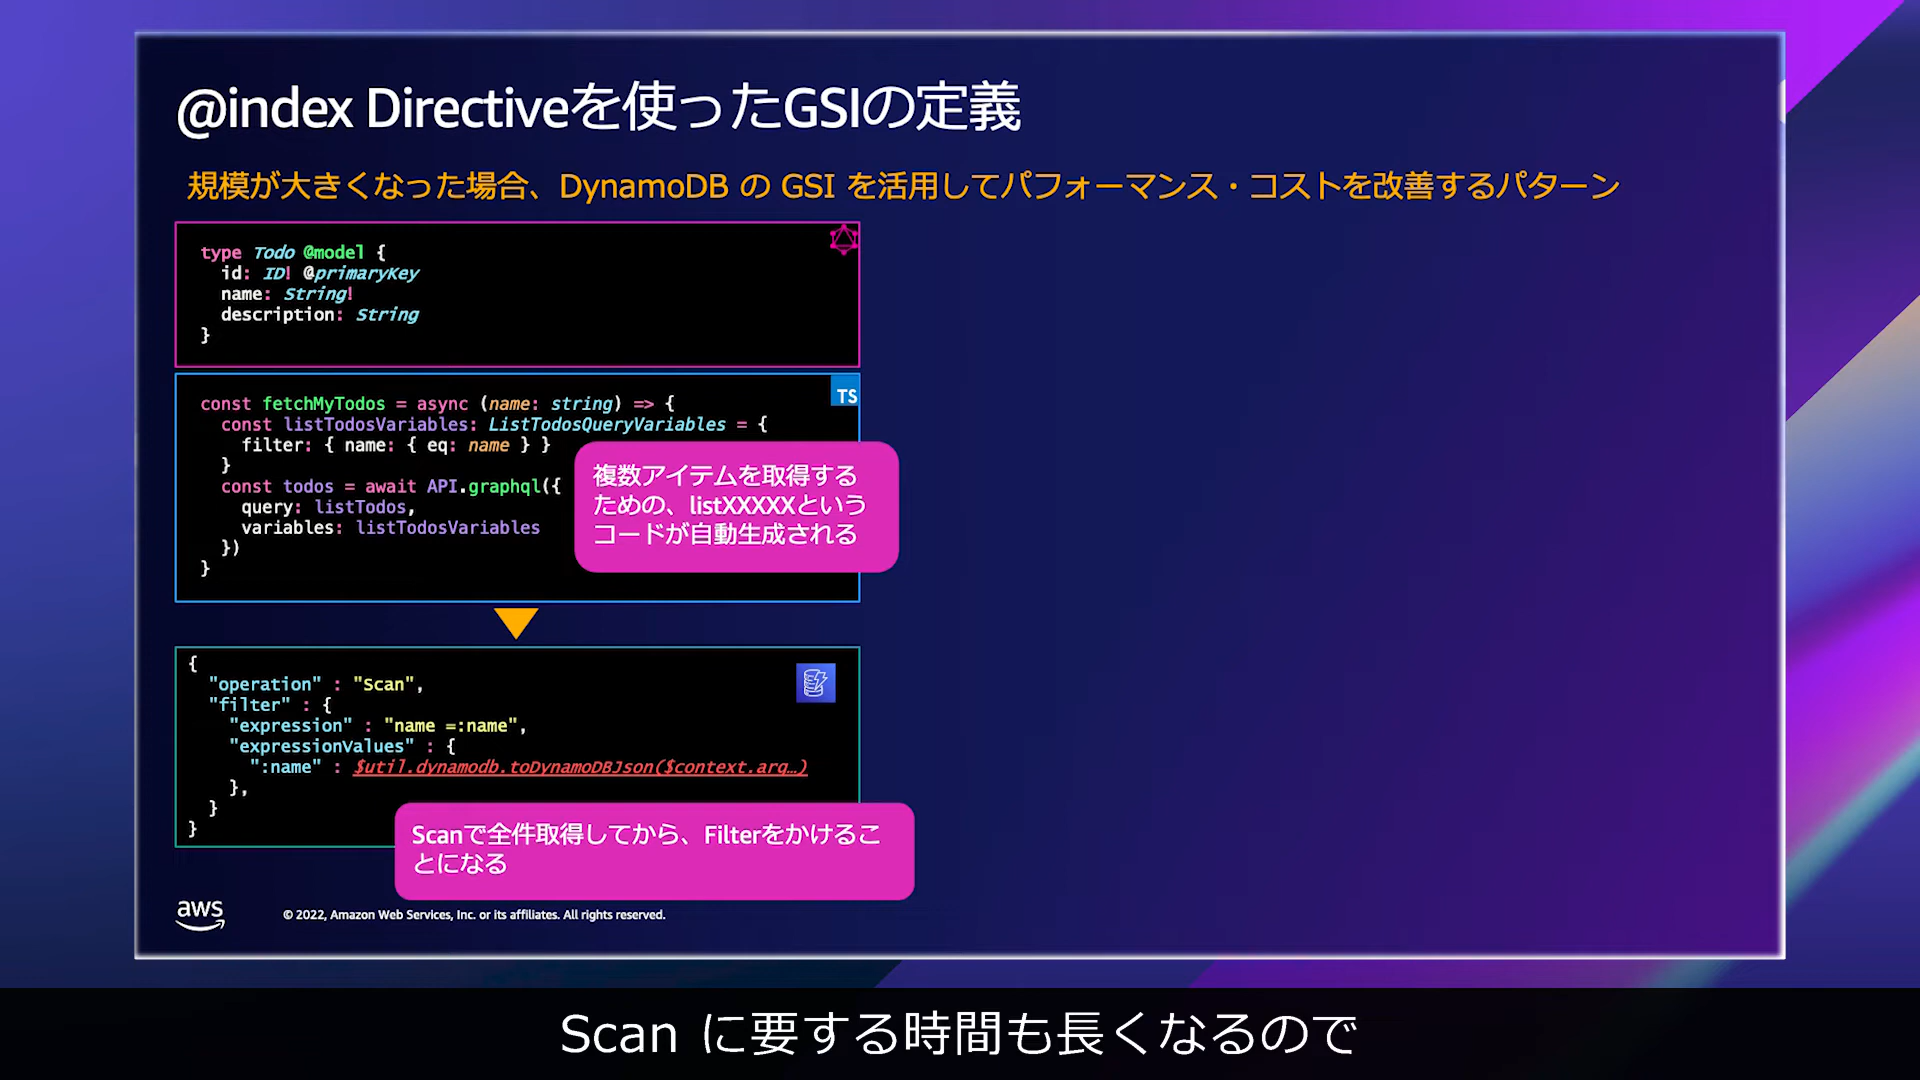 @index Directiveを使ったGSIの定義
規模が大きくなった場合、DynamoDB の GSI を活用してパフォーマンス・コストを改善するパターン
type Todo @model {
id: ID! @primaryKey
name: String!
description: String
}
TS
const fetchMyTodos = async (name: string) => {
const listTodosVariables: ListTodosQueryVariables = {
filter: { name: { eq: name } }
}
const todos = await API.graphql({
query: listTodos,
variables: listTodosVariables
})
}
複数アイテムを取得する
ための、listXXXXXという
コードが自動生成される
{
"operation" : "Scan",
"filter" : {
"expression" : "name =:name",
"expressionValues" : {
":name" : $util.dynamodb.toDynamoDBJson($context.arg…)
},
}
}
Scanで全件取得してから、Filterをかけるこ
とになる
aws
© 2022, Amazon Web Services, Inc. or its affiliates. All rights reserved.
Scan に要する時間も長くなるので